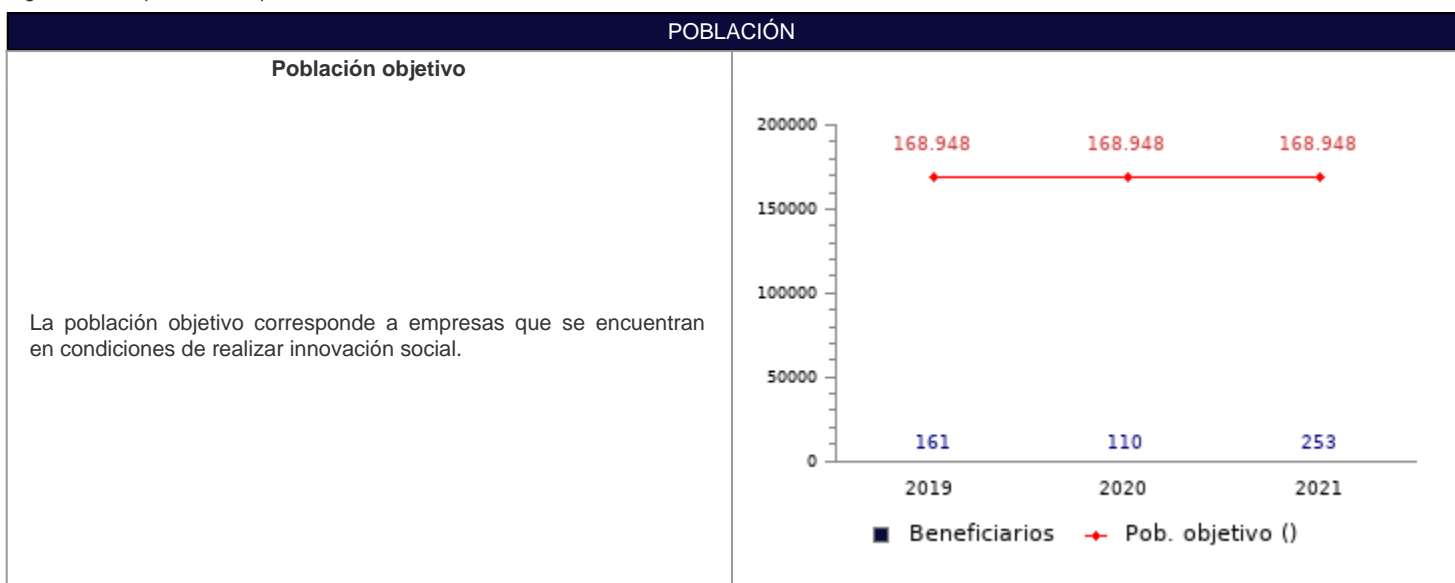 POBLACIÓN
Población objetivo
La población objetivo corresponde a empresas que se encuentran
en condiciones de realizar innovación social.
200000
150000
100000
50000
0
168.948 168.948 168.948
161 110 253
2019 2020 2021
Beneficiarios Pob. objetivo ()